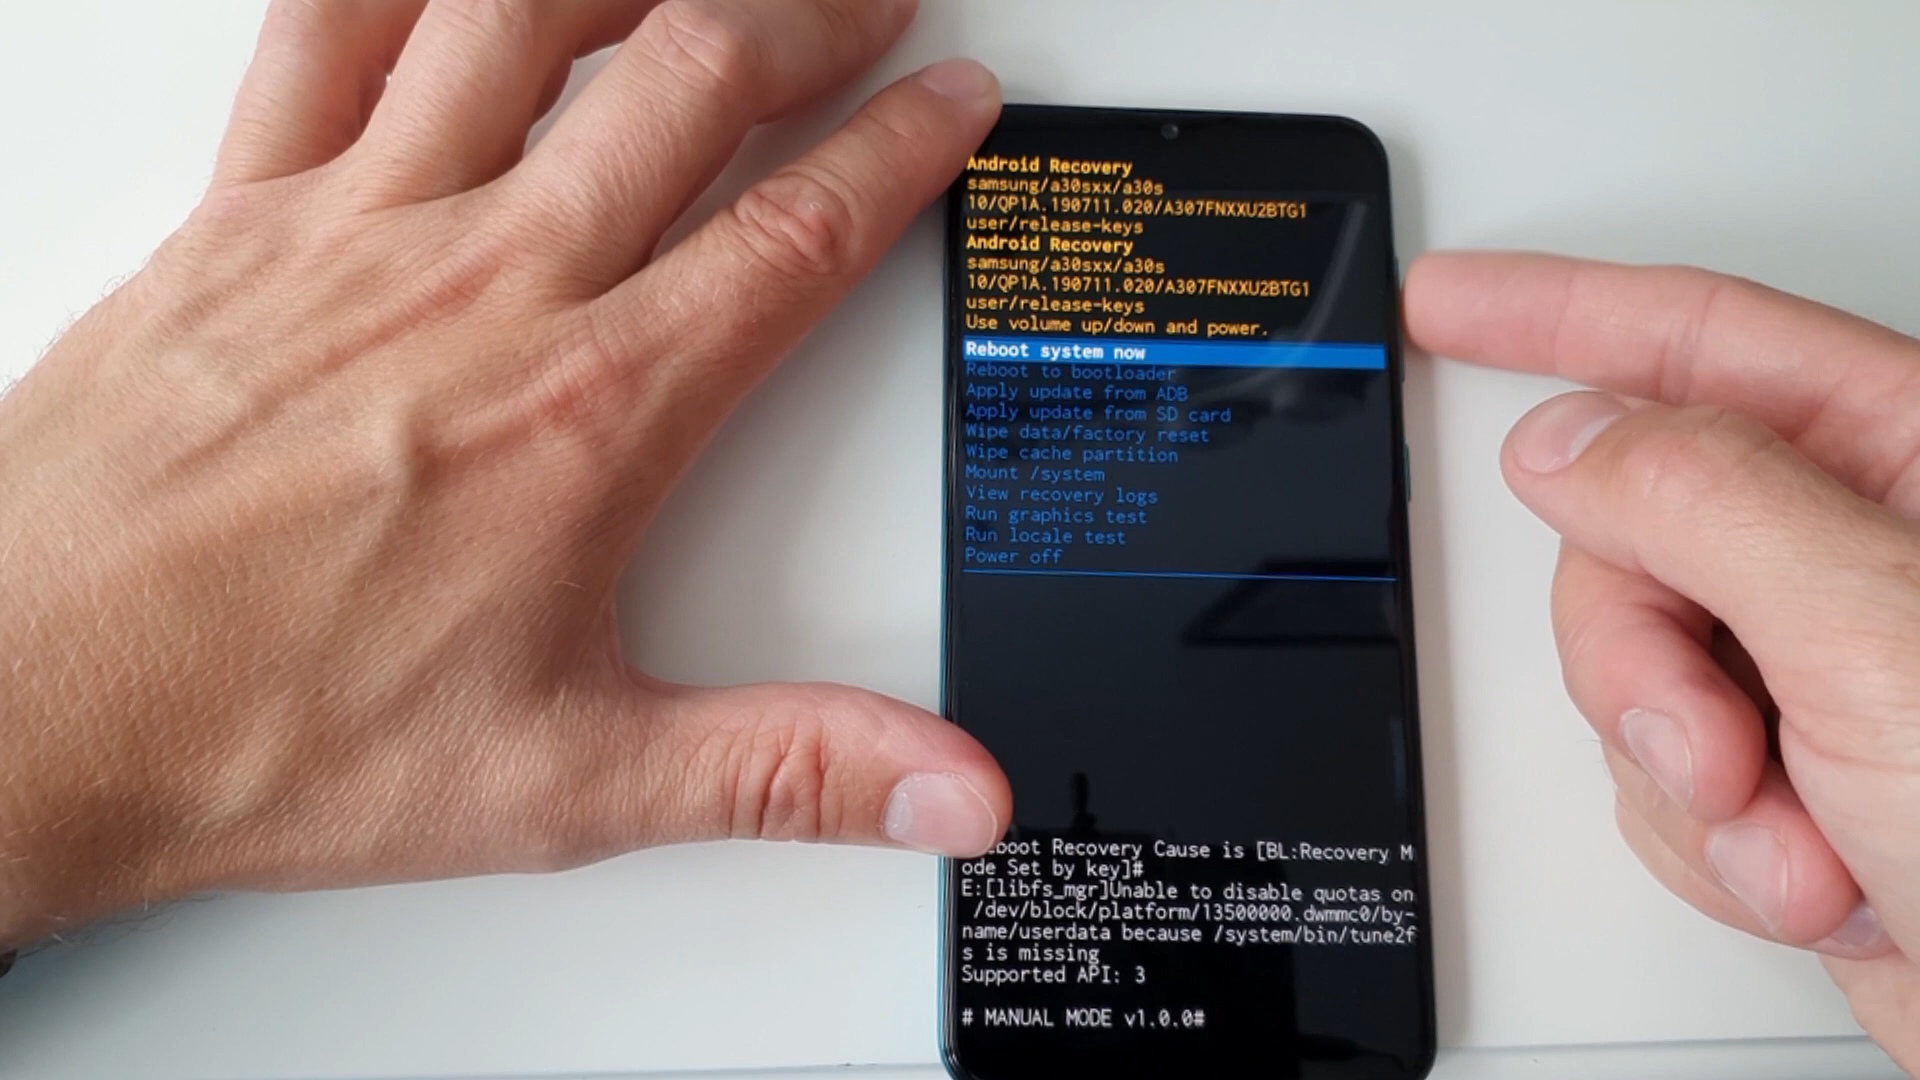 Android Recovery
samsung/a30sxx/a30s
10/QP1A.190711.020/A307FNXXU2BTG1
user/release-keys
Android Recovery
samsung/a30sxx/a30s
10/QP1A.190711.020/A307FNXXU2BTG1
user/release-keys
Use volume up/down and power.
Reboot system now
Reboot to bootloader
Apply update from ADB
Apply update from SD card
Wipe data/factory reset
Wipe cache partition
Mount /system
View recovery logs
Run graphics test
Run locale test
Power off
eboot Recovery Cause is [BL:Recovery M
ode Set by key]#
E:[libfs_mgr]Unable to disable quotas on
/dev/block/platform/13500000.dwmmc0/by-
name/userdata because /system/bin/tune2f
s is missing
Supported API: 3
# MANUAL MODE v1.0.0#